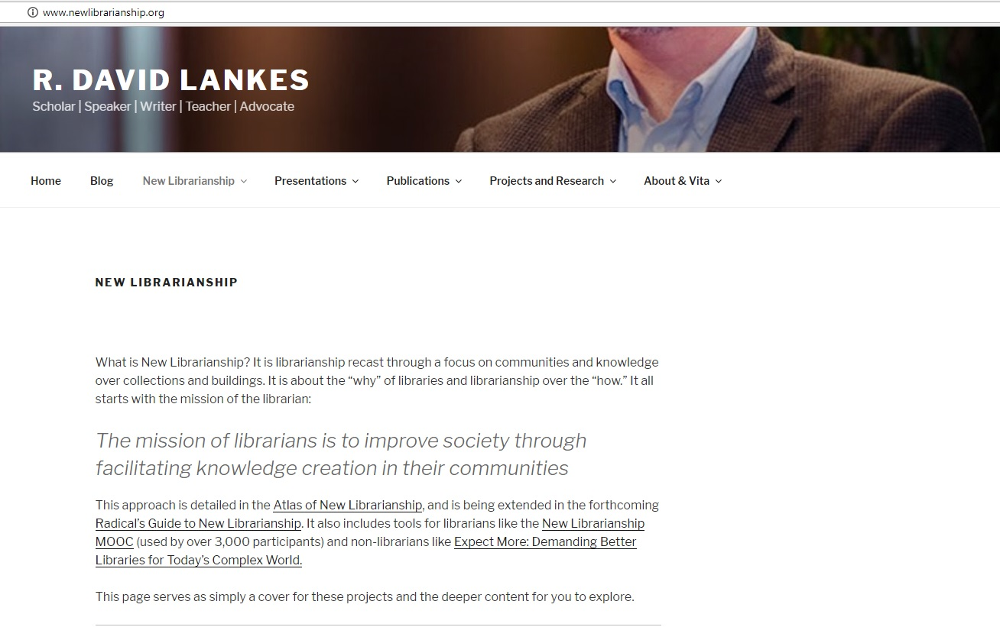 www.newlibrarianship.org
R. DAVID LANKES
Scholar | Speaker | Writer | Teacher | Advocate
Home Blog New Librarianship Presentations Publications Projects and Research About & Vita
NEW LIBRARIANSHIP
What is New Librarianship? It is librarianship recast through a focus on communities and knowledge
over collections and buildings. It is about the “why” of libraries and librarianship over the “how.” It all
starts with the mission of the librarian:
The mission of librarians is to improve society through
facilitating knowledge creation in their communities
This approach is detailed in the Atlas of New Librarianship, and is being extended in the forthcoming
Radical’s Guide to New Librarianship. It also includes tools for librarians like the New Librarianship
MOOC (used by over 3,000 participants) and non-librarians like Expect More: Demanding Better
Libraries for Today’s Complex World.
This page serves as simply a cover for these projects and the deeper content for you to explore.